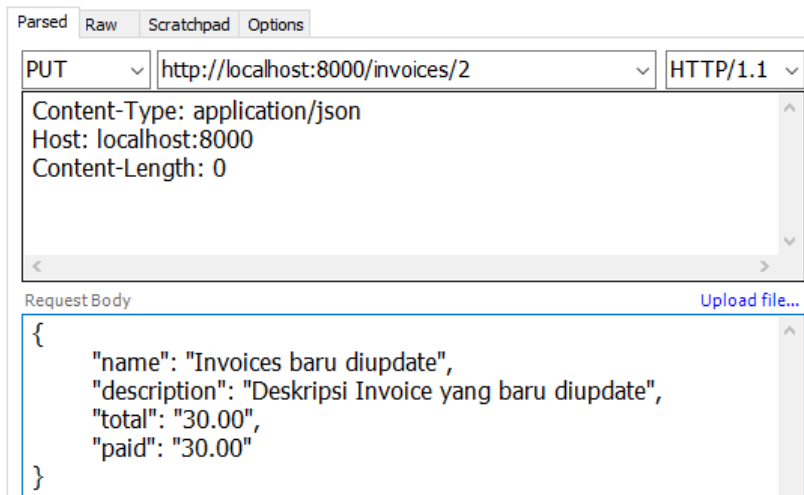 Parsed Raw Scratchpad Options
PUT http://localhost:8000/invoices/2 HTTP/1.1
Content-Type: application/json
Host: localhost:8000
Content-Length: 0
Request Body Upload file...
{
"name": "Invoices baru diupdate",
"description": "Deskripsi Invoice yang baru diupdate",
"total": "30.00",
"paid": "30.00"
}